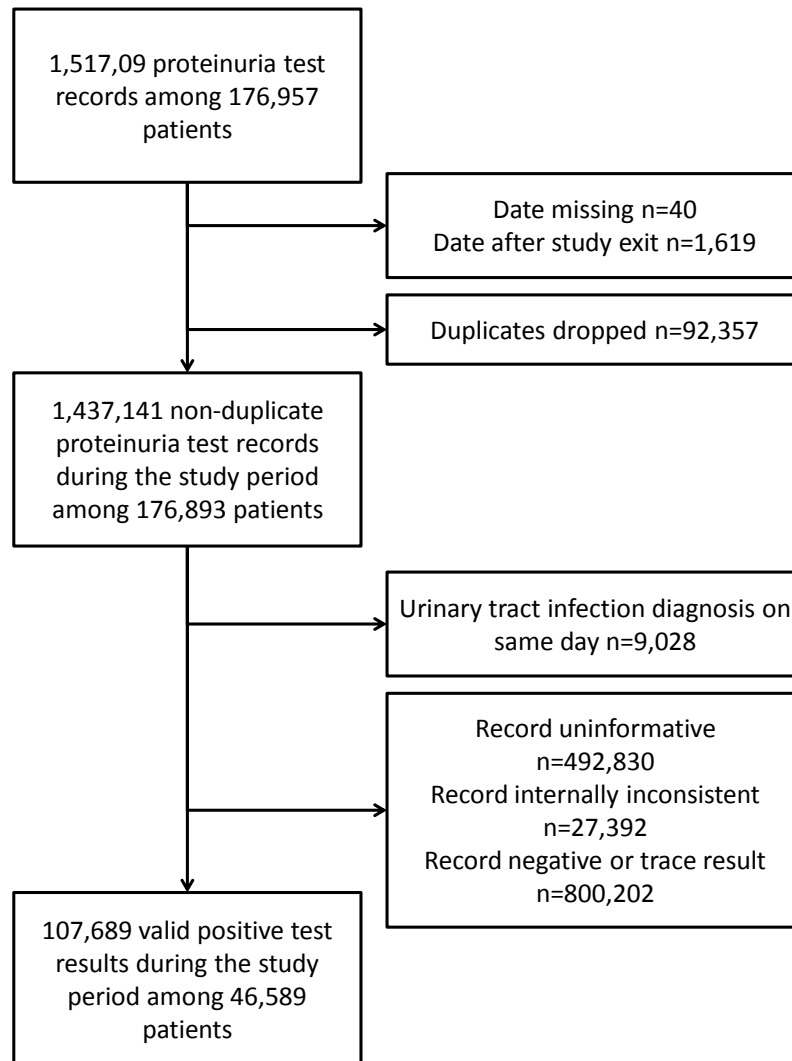 1,517,09 proteinuria test
records among 176,957
patients
Date missing n=40
Date after study exit n=1,619
Duplicates dropped n=92,357
1,437,141 non-duplicate
proteinuria test records
during the study period
among 176,893 patients
Urinary tract infection diagnosis on
same day n=9,028
Record uninformative
n=492,830
Record internally inconsistent
n=27,392
Record negative or trace result
n=800,202
107,689 valid positive test
results during the study
period among 46,589
patients